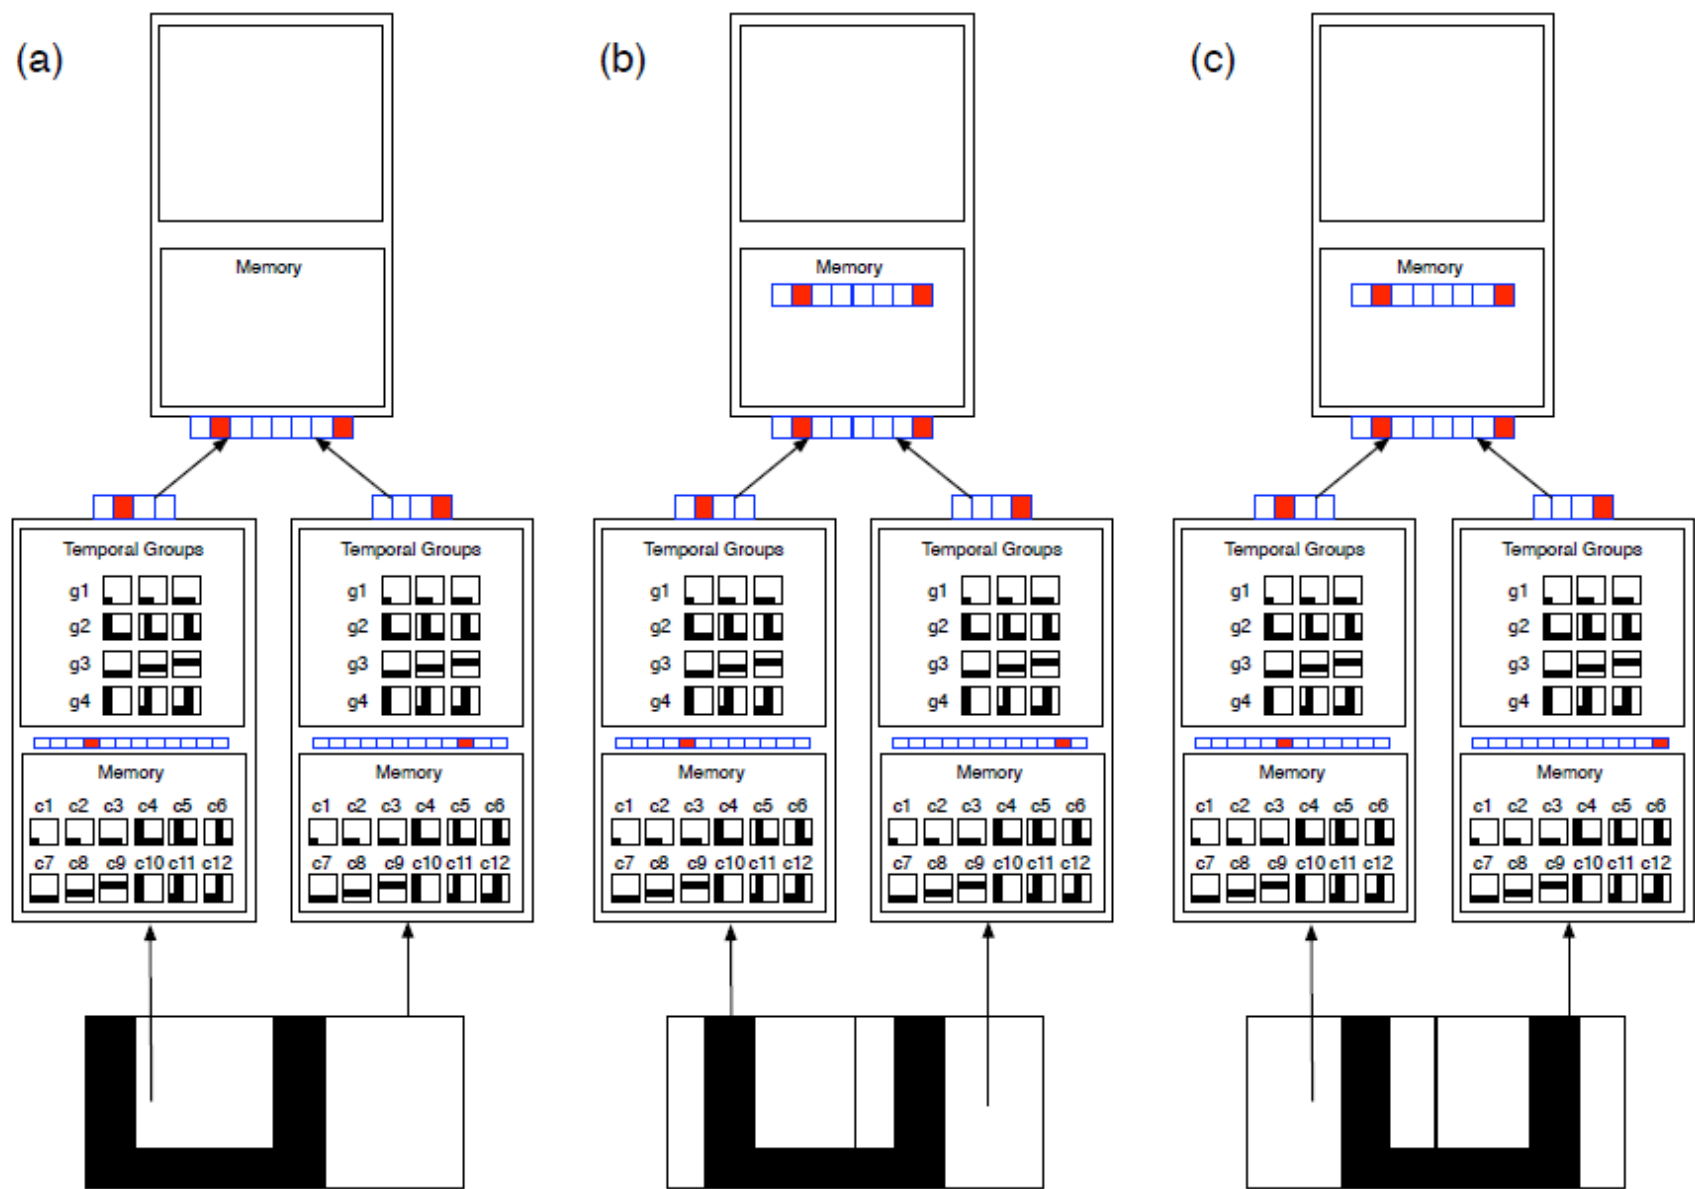 (a)
(b)
(c)
Memory
Memory
Memory
Temporal Groups
g1
g2
g3
g4
Memory
c1 c2 c3 c4 c5 c6
c7 c8 c9 c10 c11 c12
Temporal Groups
g1
g2
g3
g4
Memory
c1 c2 c3 c4 c5 c6
c7 c8 c9 c10 c11 c12
Temporal Groups
g1
g2
g3
g4
Memory
c1 c2 c3 c4 c5 c6
c7 c8 c9 c10 c11 c12
Temporal Groups
g1
g2
g3
g4
Memory
c1 c2 c3 c4 c5 c6
c7 c8 c9 c10 c11 c12
Temporal Groups
g1
g2
g3
g4
Memory
c1 c2 c3 c4 c5 c6
c7 c8 c9 c10 c11 c12
Temporal Groups
g1
g2
g3
g4
Memory
c1 c2 c3 c4 c5 c6
c7 c8 c9 c10 c11 c12